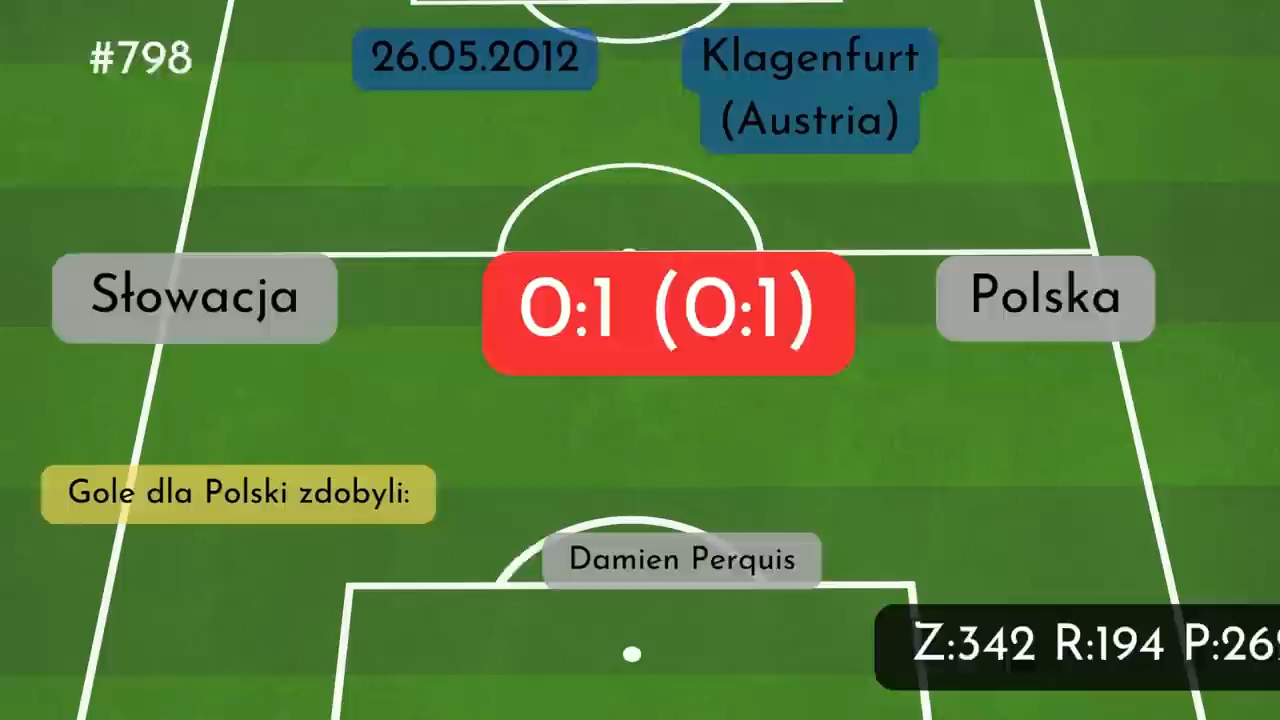 #798
26.05.2012
Klagenfurt
(Austria)
Słowacja
0:1 (0:1)
Polska
Gole dla Polski zdobyli:
Damien Perquis
Z:342 R:194 P:26